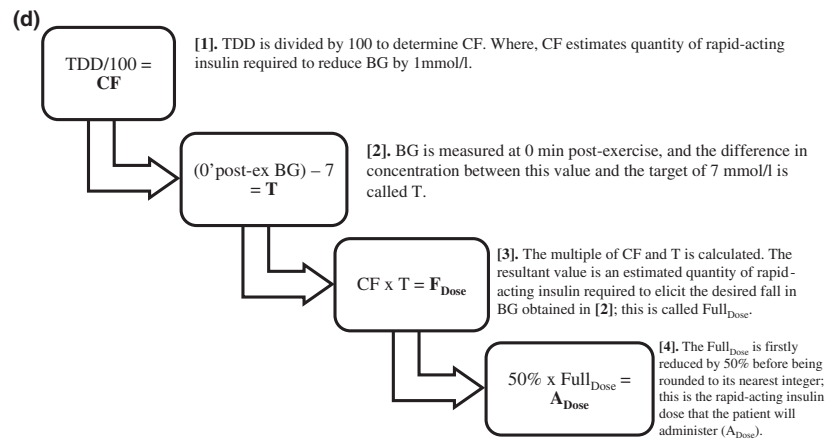 (d)
TDD/100 =
CF
[1]. TDD is divided by 100 to determine CF. Where, CF estimates quantity of rapid-acting
insulin required to reduce BG by 1mmol/l.
(0’post-ex BG) – 7
= T
[2]. BG is measured at 0 min post-exercise, and the difference in
concentration between this value and the target of 7 mmol/l is
called T.
CF x T = FDose
[3]. The multiple of CF and T is calculated. The
resultant value is an estimated quantity of rapid-
acting insulin required to elicit the desired fall in
BG obtained in [2]; this is called FullDose.
50% x FullDose =
ADose
[4]. The FullDose is firstly
reduced by 50% before being
rounded to its nearest integer;
this is the rapid-acting insulin
dose that the patient will
administer (ADose).